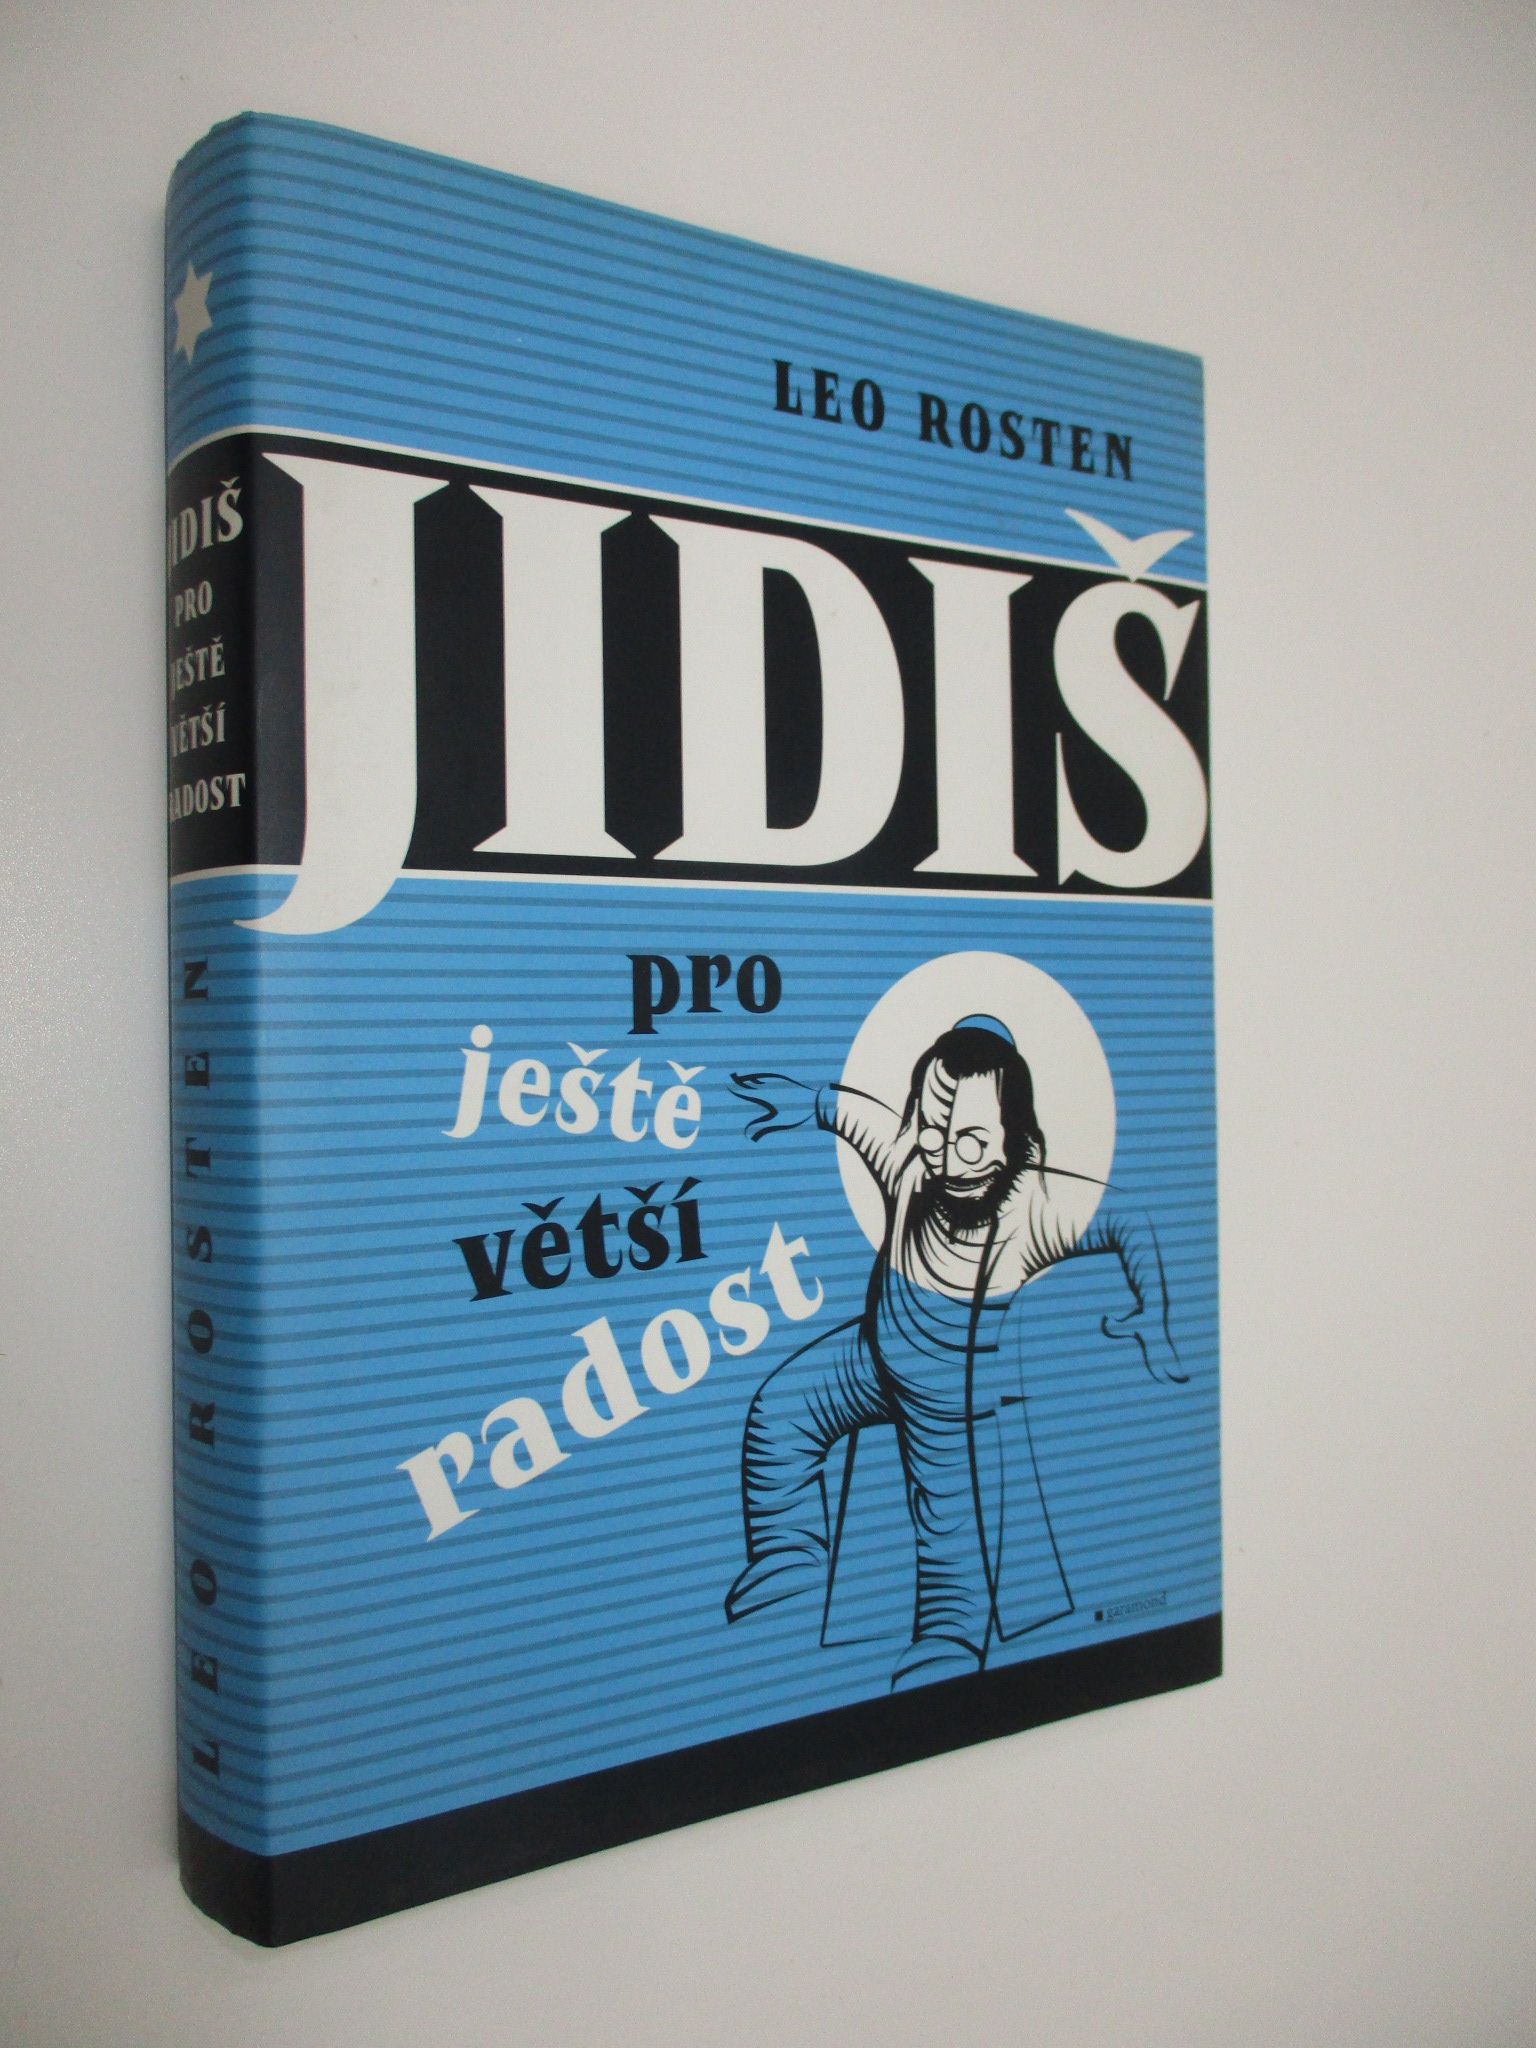 LEO ROSTEN
JIDIŠ
pro
ještě
větší
radost
garamond
JIDIŠ
PRO
JEŠTĚ
VĚTŠÍ
RADOST
LEO ROSTEN